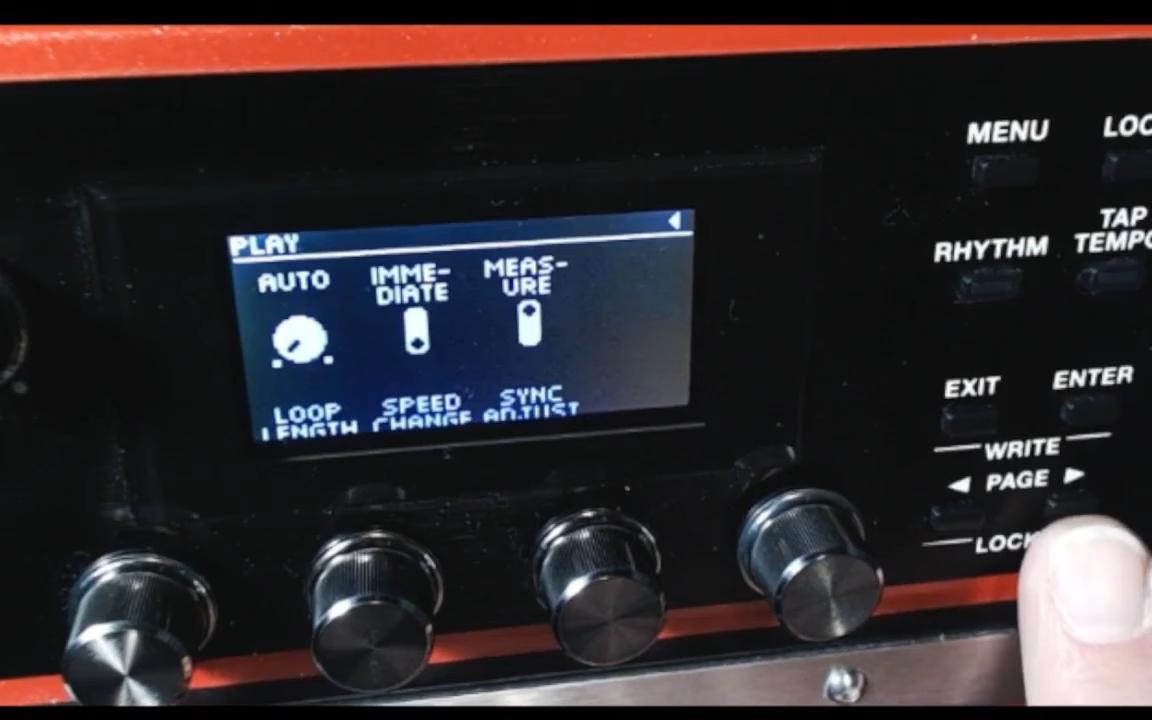 PLAY
AUTO
IMME-
DIATE
MEAS-
URE
LOOP
LENGTH
SPEED
CHANGE
SYNC
ADJUST
MENU
RHYTHM
TAP
EXIT
ENTER
WRITE
◀ PAGE ▶